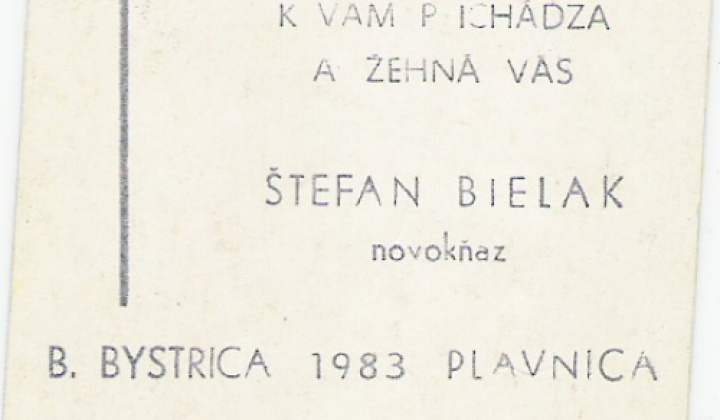 K VÁM P ICHÁDZA
A ŽEHNÁ VÁS
ŠTEFAN BIELAK
novokňaz
B. BYSTRICA 1983 PLAVNICA